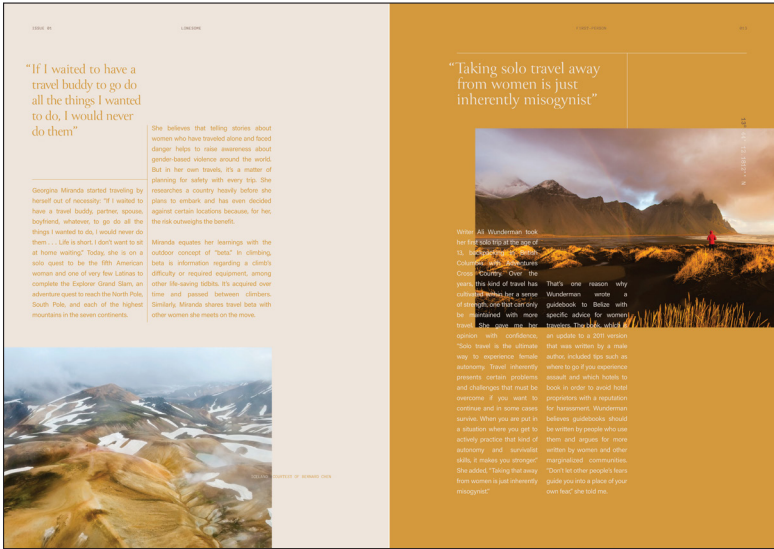 ISSUE 05
LONGISH
“If I waited to have a
travel buddy to go do
all the things I wanted
to do, I would never
do them”
Georgina Miranda started traveling by
herself out of necessity: “If I waited to
have a travel buddy, partner, spouse,
boyfriend, whatever, to go do all the
things I wanted to do, I would never do
them . . . Life is short. I don’t want to sit
at home waiting.” Today, she is on a
solo quest to be the fifth American
woman and one of very few Latinas to
complete the Explorer Grand Slam, an
adventure quest to reach the North Pole,
South Pole, and each of the highest
mountains in the seven continents.
She believes that telling stories about
women who have traveled alone and faced
danger helps to raise awareness about
gender-based violence around the world.
But in her own travels, it’s a matter of
planning for safety with every trip. She
researches a country heavily before she
plans to embark and has even decided
against certain locations because, for her,
the risk outweighs the benefit.
Miranda equates her learnings with the
outdoor concept of “beta.” In climbing,
beta is information regarding a climb’s
difficulty or required equipment, among
other life-saving tidbits. It’s acquired over
time and passed between climbers.
Similarly, Miranda shares travel beta with
other women she meets on the move.
“Taking solo travel away
from women is just
inherently misogynist”
Writer Ali Wunderman took
her first solo trip at the age of
13, backpacking in British
Columbia with Adventures
Cross Country. Over the
years, this kind of travel has
cultivated within her a sense
of strength, one that can only
be maintained with more
travel. She gave me her
opinion with confidence.
“Solo travel is the ultimate
way to experience female
autonomy. Travel inherently
presents certain problems
and challenges that must be
overcome if you want to
continue and in some cases
survive. When you are put in
a situation where you get to
actively practice that kind of
autonomy and survivalist
skills, it makes you stronger.”
She added, “Taking that away
from women is just inherently
misogynist.”
That’s one reason why
Wunderman wrote a
guidebook to Belize with
specific advice for women
travelers. The book, which is
an update to a 2011 version
that was written by a male
author, included tips such as
where to go if you experience
assault and which hotels to
book in order to avoid hotel
proprietors with a reputation
for harassment. Wunderman
believes guidebooks should
be written by people who use
them and argues for more
written by women and other
marginalized communities.
“Don’t let other people’s fears
guide you into a place of your
own fear,” she told me.